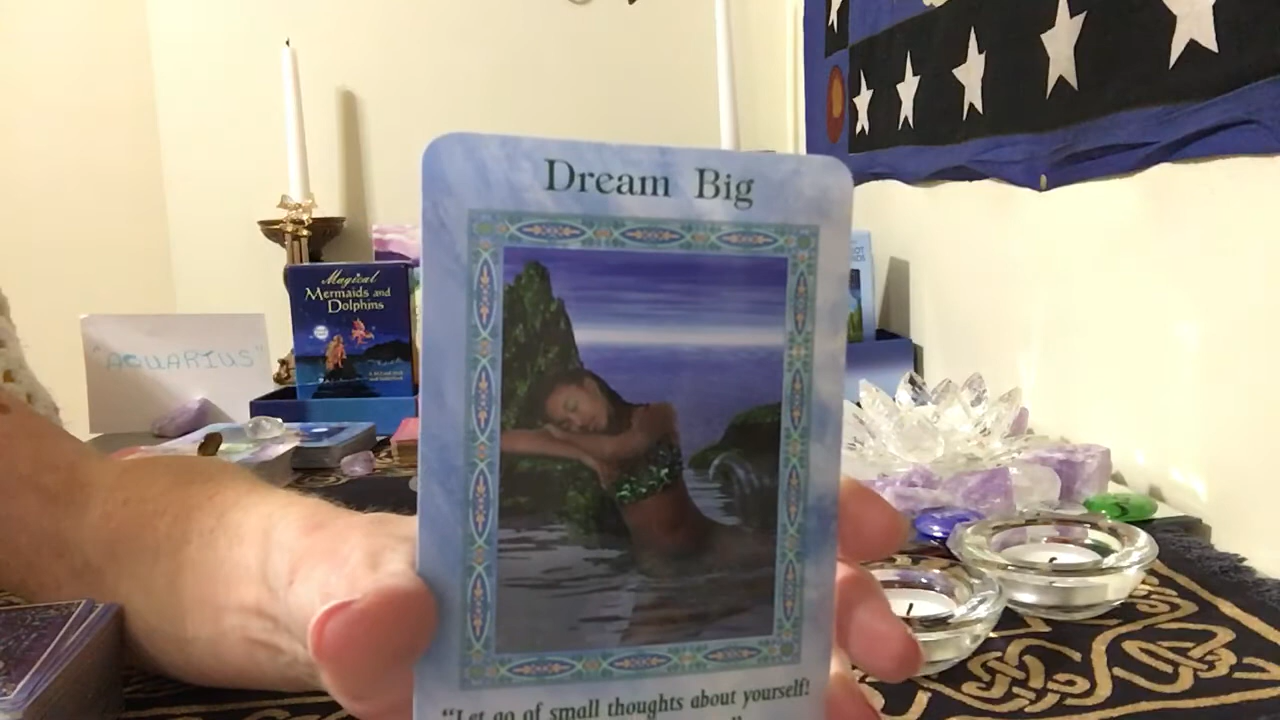 Dream Big
"Let go of small thoughts about yourself!
Magical
Mermaids and
Dolphins
"AQUARIUS"